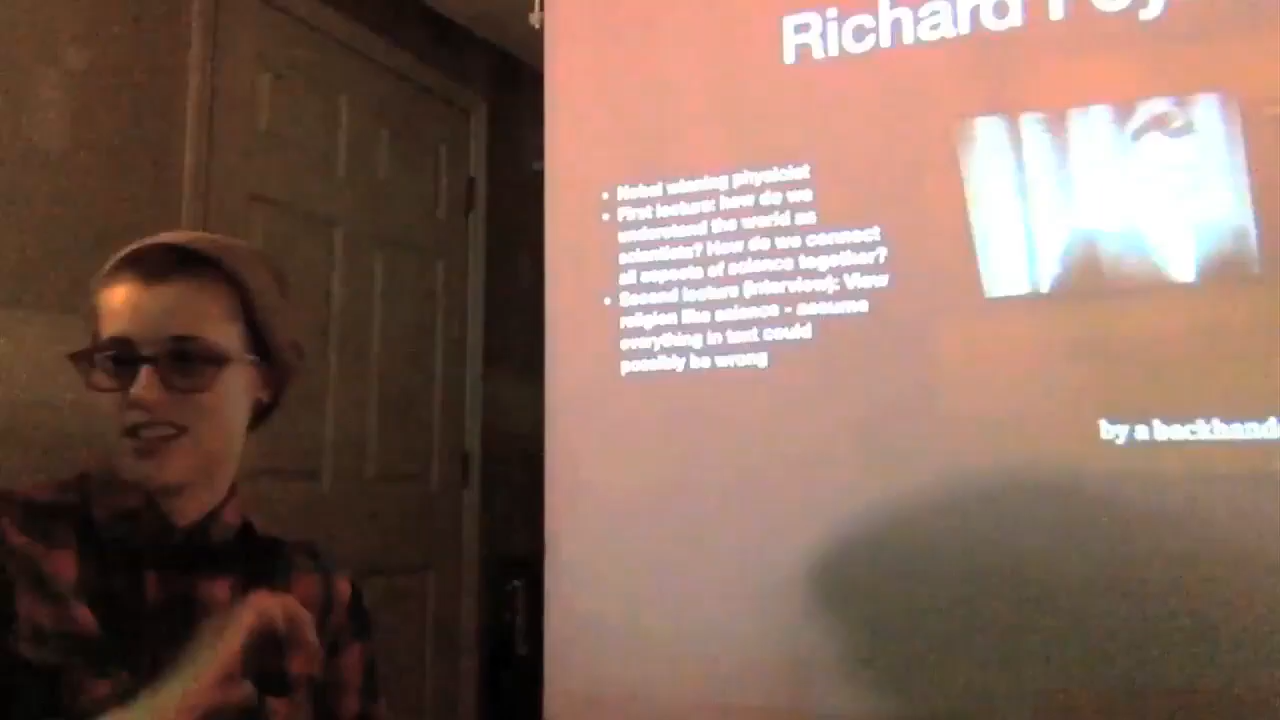 Richard Fey
• Nobel winning physicist
• First lecture: how do we
understand the world as
scientists? How do we connect
all aspects of science together?
• Second lecture (interview): View
religion like science - assume
everything in text could
possibly be wrong
by a backhand